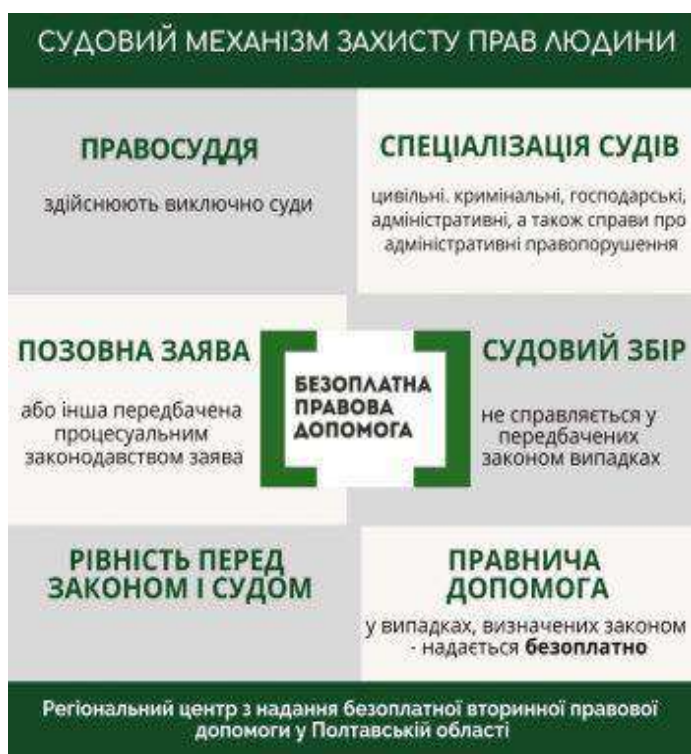 СУДОВИЙ МЕХАНІЗМ ЗАХИСТУ ПРАВ ЛЮДИНИ
ПРАВОСУДДЯ
здійснюють виключно суди
СПЕЦІАЛІЗАЦІЯ СУДІВ
цивільні. кримінальні, господарські,
адміністративні, а також справи про
адміністративні правопорушення
ПОЗОВНА ЗАЯВА
або інша передбачена
процесуальним
законодавством заява
БЕЗОПЛАТНА
ПРАВОВА
ДОПОМОГА
СУДОВИЙ ЗБІР
не справляється у
передбачених
законом випадках
РІВНІСТЬ ПЕРЕД
ЗАКОНОМ І СУДОМ
ПРАВНИЧА
ДОПОМОГА
у випадках, визначених законом
- надається безоплатно
Регіональний центр з надання безоплатної вторинної правової
допомоги у Полтавській області